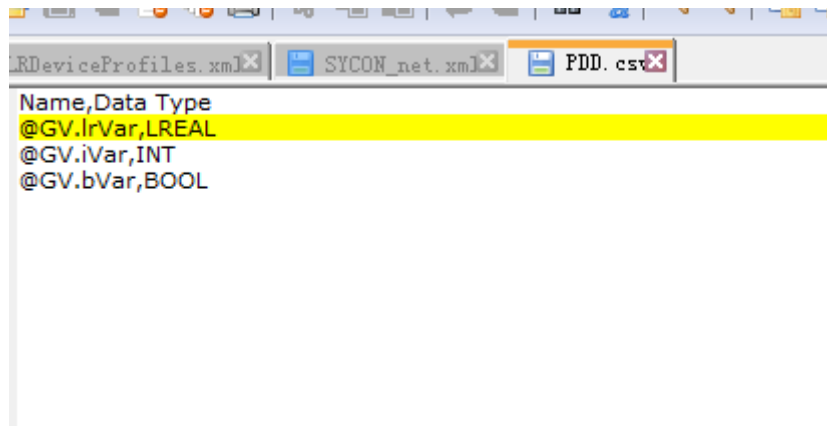 LRDeviceProfiles.xml
SYCON_net.xml
PDD.csv
Name,Data Type
@GV.lrVar,LREAL
@GV.iVar,INT
@GV.bVar,BOOL